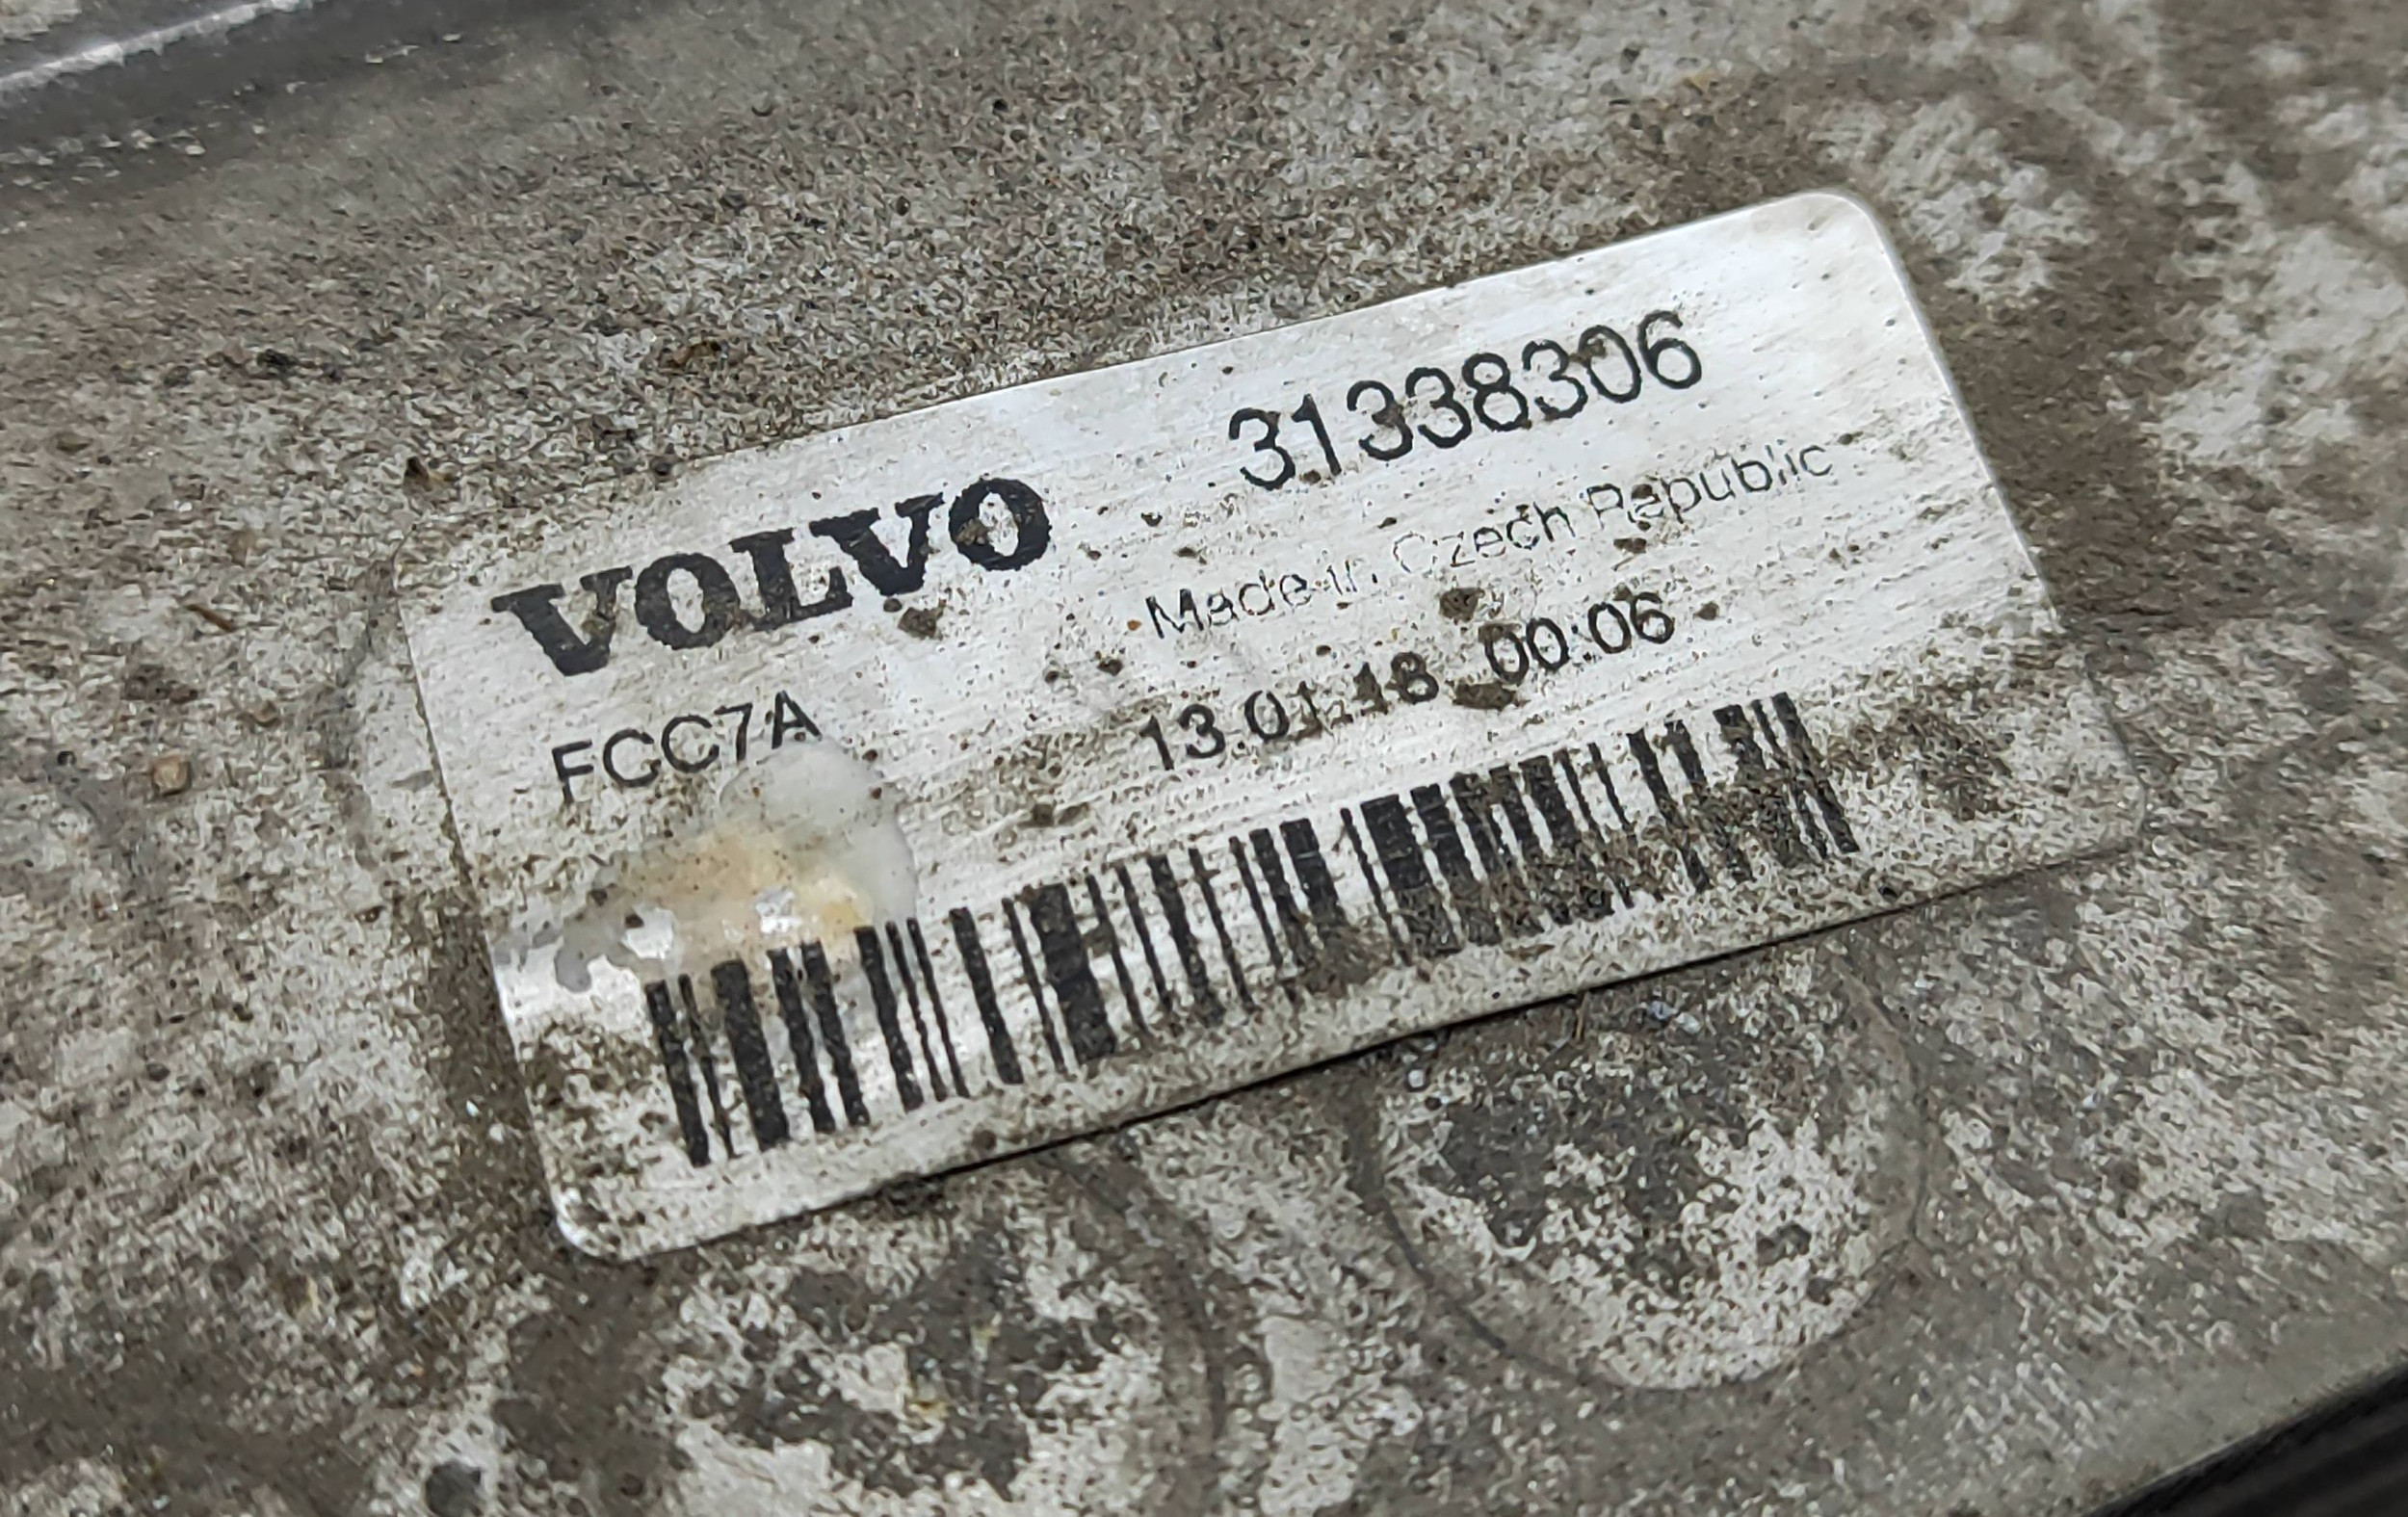 VOLVO 31338306
Made in Czech Republic
FCC7A 13.01.18 00:06